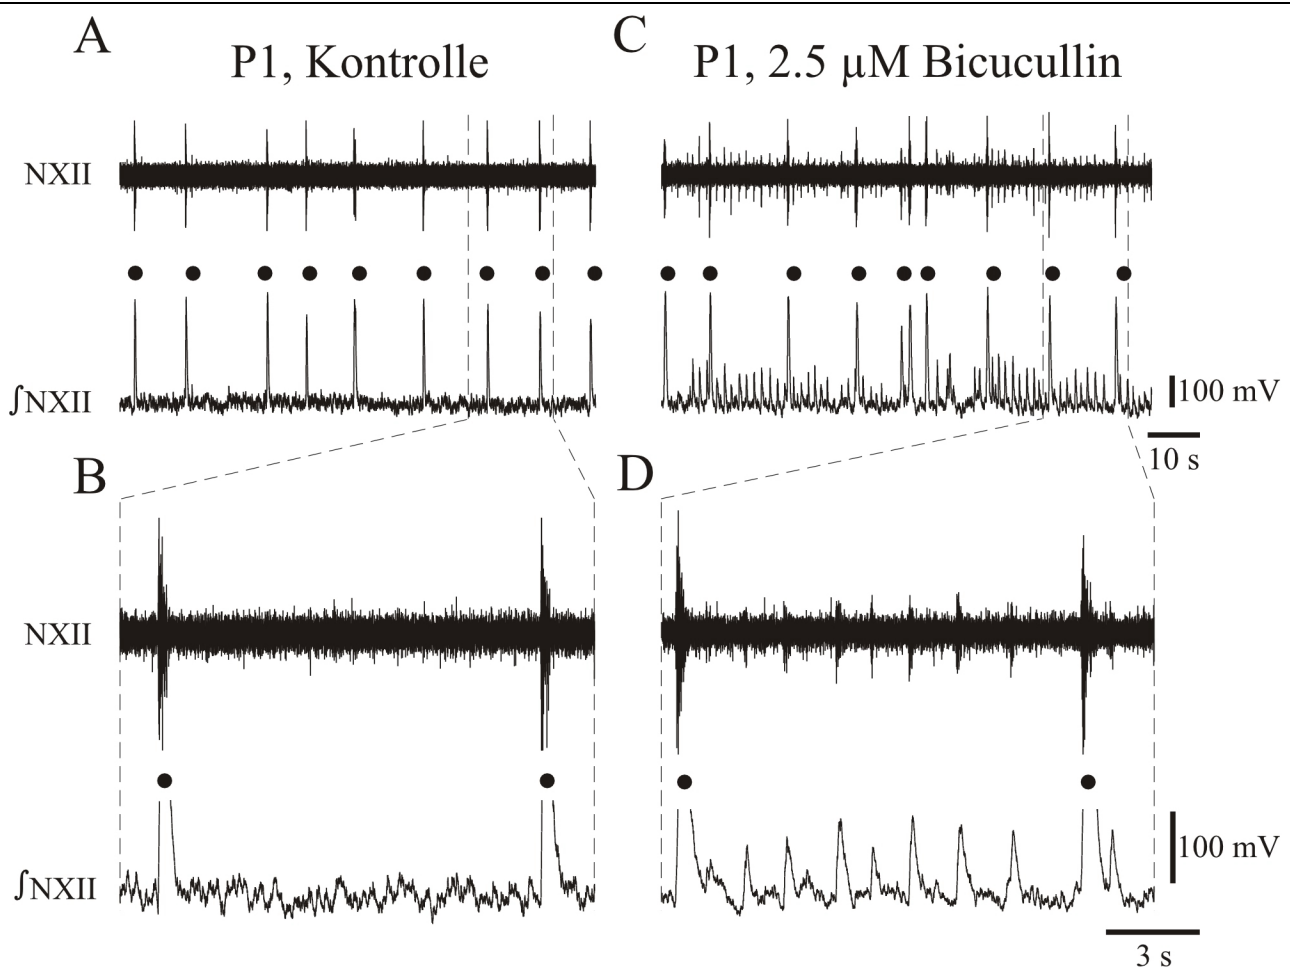 A
P1, Kontrolle
C
P1, 2.5 µM Bicucullin
NXII
∫NXII
100 mV
10 s
B
D
NXII
∫NXII
100 mV
3 s